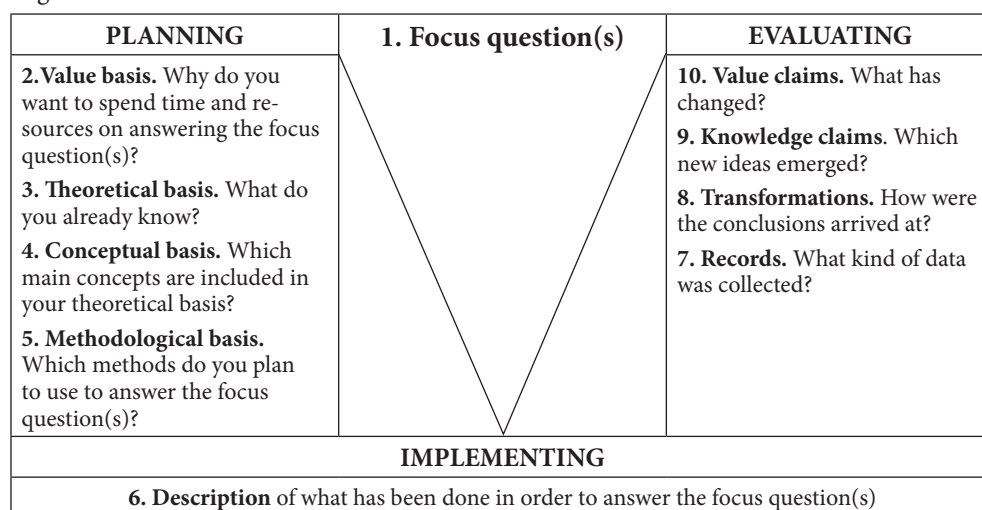 PLANNING
1. Focus question(s)
EVALUATING
2.Value basis. Why do you
want to spend time and re-
sources on answering the focus
question(s)?
3. Theoretical basis. What do
you already know?
4. Conceptual basis. Which
main concepts are included in
your theoretical basis?
5. Methodological basis.
Which methods do you plan
to use to answer the focus
question(s)?
10. Value claims. What has
changed?
9. Knowledge claims. Which
new ideas emerged?
8. Transformations. How were
the conclusions arrived at?
7. Records. What kind of data
was collected?
IMPLEMENTING
6. Description of what has been done in order to answer the focus question(s)